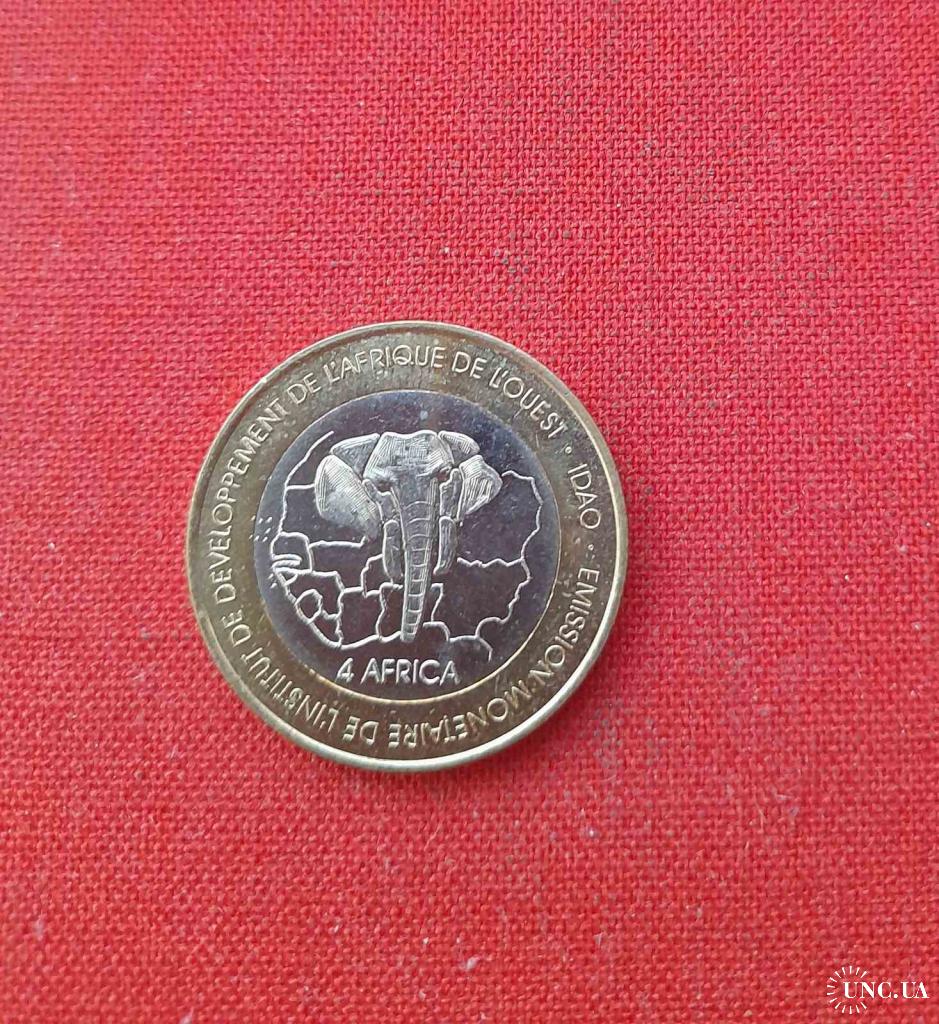 EMISSION MONETAIRE DE L'INSTITUT DE DEVELOPPEMENT DE L'AFRIQUE DE L'OUEST • IDAO •
4 AFRICA
UNC.UA